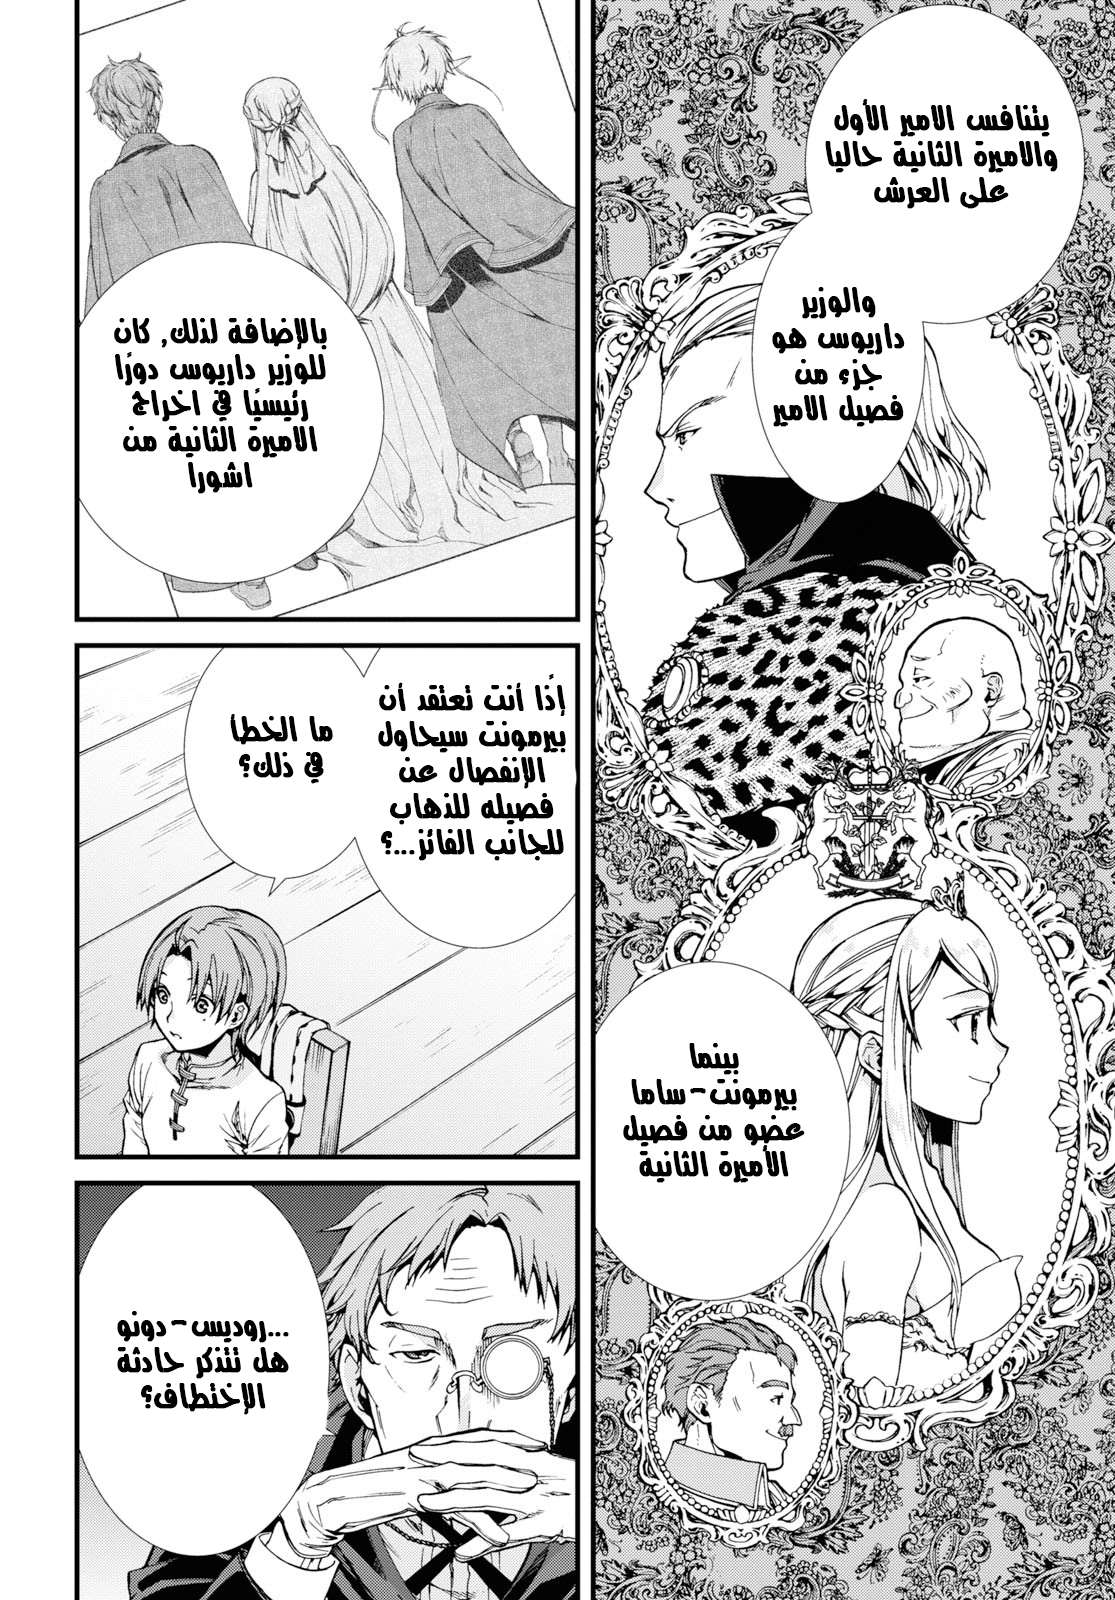 يتنافس الامير الأول
والاميرة الثانية حاليا
على العرش
والوزير
داريوس هو
جزء من
فصيل الامير
بينما
بيرمونت-ساما
عضو من فصيل
الأميرة الثانية
بالإضافة لذلك, كان
للوزير داريوس دورًا
رئيسيًا في اخراج
الاميرة الثانية من
اشورا
إذًا أنت تعتقد أن
بيرمونت سيحاول
الإنفصال عن
فصيله للذهاب
للجانب الفائز...؟
ما الخطأ
في ذلك؟
...روديس-دونو
هل تتذكر حادثة
الإختطاف؟